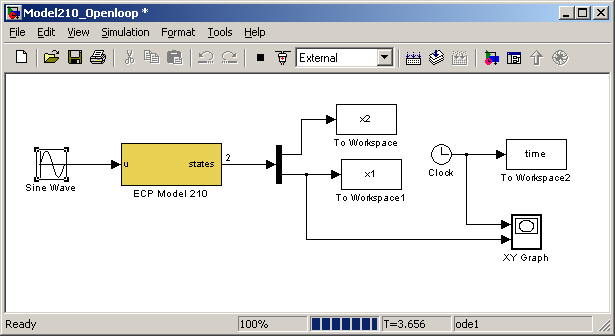 Model210_Openloop *
File Edit View Simulation Format Tools Help
External
x2
To Workspace
Sine Wave
u states
2
ECP Model 210
x1
To Workspace1
Clock
time
To Workspace2
XY Graph
Ready 100% T=3.656 ode1